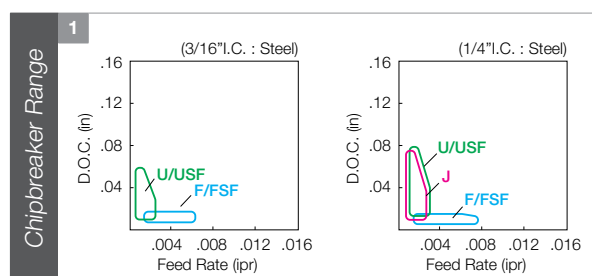 Chipbreaker Range
1
(3/16"I.C. : Steel)
.16
.12
.08
.04
D.O.C. (in)
U/USF
F/FSF
.004 .008 .012 .016
Feed Rate (ipr)
(1/4"I.C. : Steel)
.16
.12
.08
.04
D.O.C. (in)
U/USF
J
F/FSF
.004 .008 .012 .016
Feed Rate (ipr)